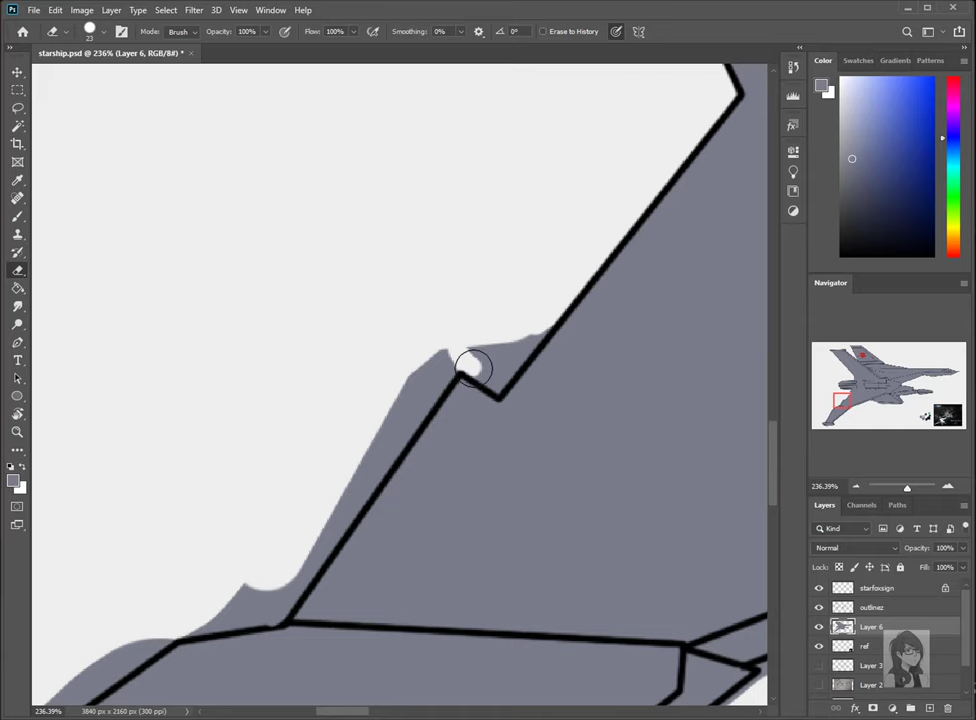 Ps File Edit Image Layer Type Select Filter 3D View Window Help
23 Mode: Brush Opacity: 100% Flow: 100% Smoothing: 0% 0° Erase to History
starship.psd @ 236% (Layer 6, RGB/8#) * ×
Color Swatches Gradients Patterns
Navigator
236.39%
Layers Channels Paths
Kind
Normal Opacity: 100%
Lock: Fill: 100%
starfoxsign
outlinez
Layer 6
ref
Layer 3
Layer 2
236.39% 3840 px x 2160 px (300 ppi)